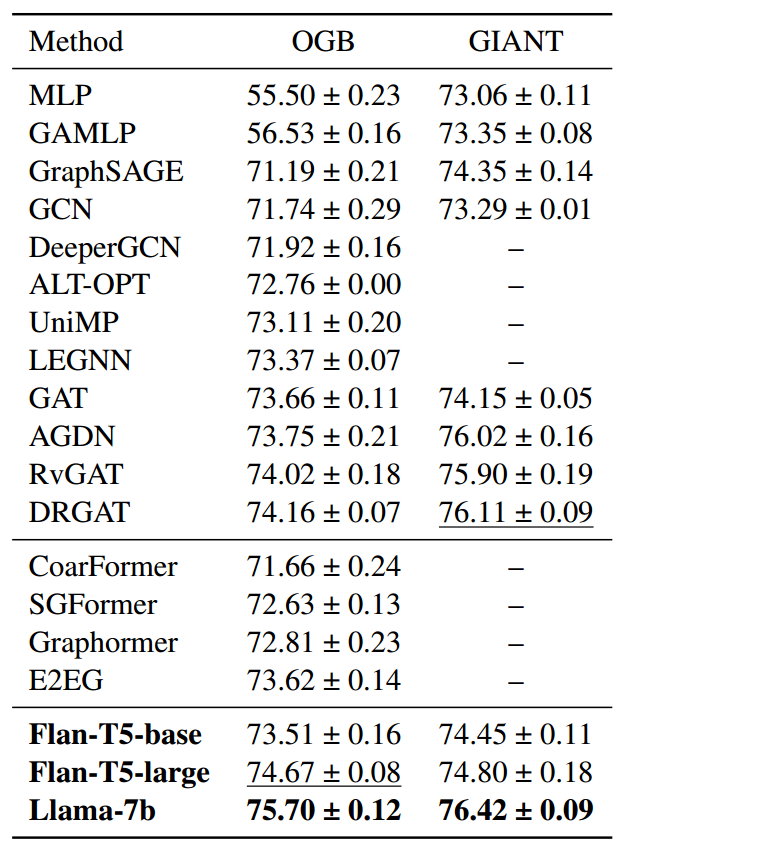 Method OGB GIANT
MLP 55.50 ± 0.23 73.06 ± 0.11
GAMLP 56.53 ± 0.16 73.35 ± 0.08
GraphSAGE 71.19 ± 0.21 74.35 ± 0.14
GCN 71.74 ± 0.29 73.29 ± 0.01
DeeperGCN 71.92 ± 0.16 –
ALT-OPT 72.76 ± 0.00 –
UniMP 73.11 ± 0.20 –
LEGNN 73.37 ± 0.07 –
GAT 73.66 ± 0.11 74.15 ± 0.05
AGDN 73.75 ± 0.21 76.02 ± 0.16
RvGAT 74.02 ± 0.18 75.90 ± 0.19
DRGAT 74.16 ± 0.07 76.11 ± 0.09
CoarFormer 71.66 ± 0.24 –
SGFormer 72.63 ± 0.13 –
Graphormer 72.81 ± 0.23 –
E2EG 73.62 ± 0.14 –
Flan-T5-base 73.51 ± 0.16 74.45 ± 0.11
Flan-T5-large 74.67 ± 0.08 74.80 ± 0.18
Llama-7b 75.70 ± 0.12 76.42 ± 0.09